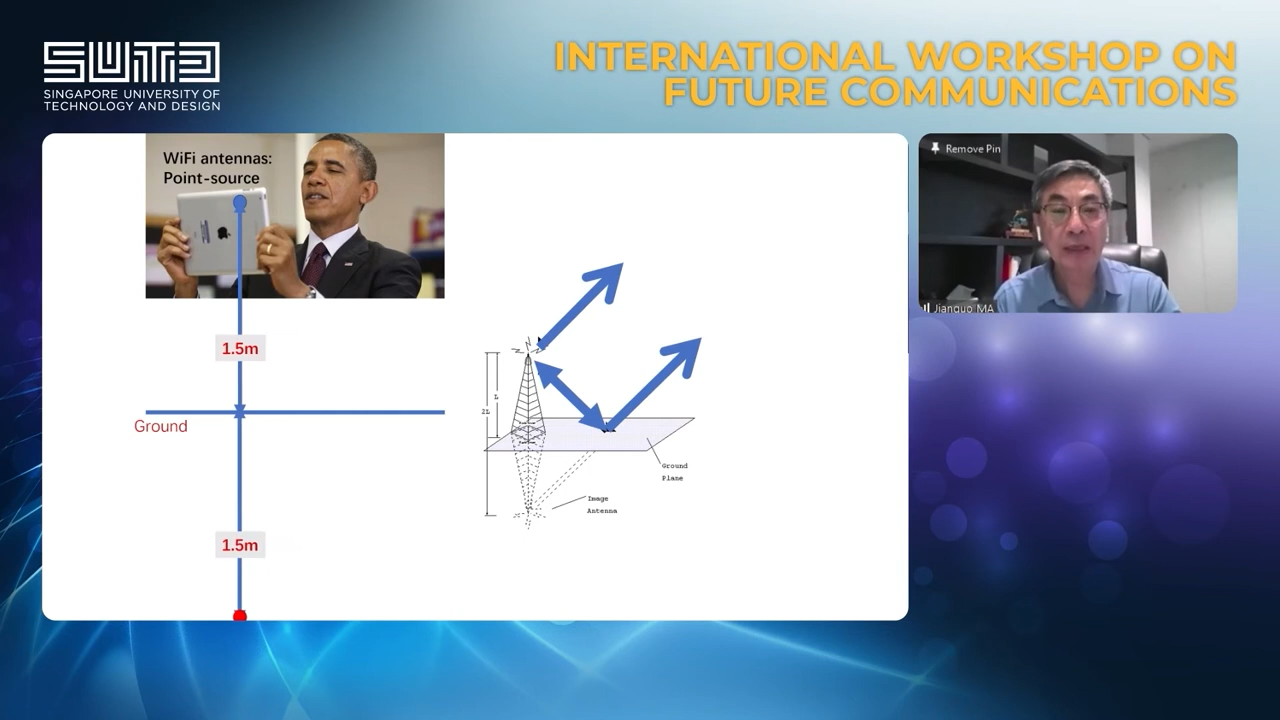 SUTD
SINGAPORE UNIVERSITY OF
TECHNOLOGY AND DESIGN
INTERNATIONAL WORKSHOP ON
FUTURE COMMUNICATIONS
WiFi antennas:
Point-source
1.5m
Ground
1.5m
L
2L
Ground
Plane
Image
Antenna
Remove Pin
Jianguo MA